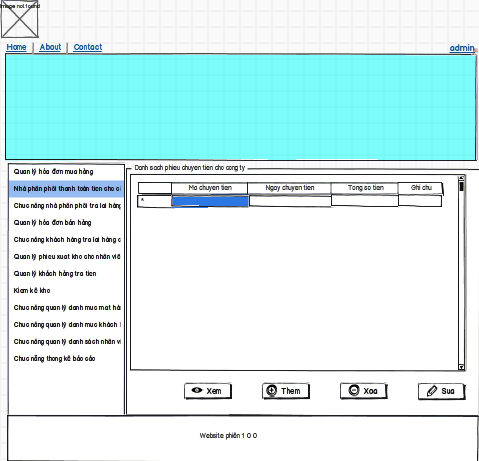 Image not found
Home | About | Contact
admin
Quan lý hóa đơn mua hàng
Nhà phân phối thanh toán tien cho c
Chuc năng nhà phân phối tra lai hàng
Quản lý hóa đơn bán hàng
Chuc năng khách hàng tra lai hàng c
Quản lý phieu xuat kho cho nhân viê
Quản lý khách hàng tra tien
Kiem kê kho
Chuc năng quan lý danh muc mat hà
Chuc năng quan lý danh muc khách
Chuc năng quan lý danh sách nhân vi
Chuc năng thong kê báo cáo
Danh sach phieu chuyen tien cho cong ty
Ma chuyen tien
Ngay chuyen tien
Tong so tien
Ghi chu
*
Xem
Them
Xoa
Sua
Website phiên 1 0 0